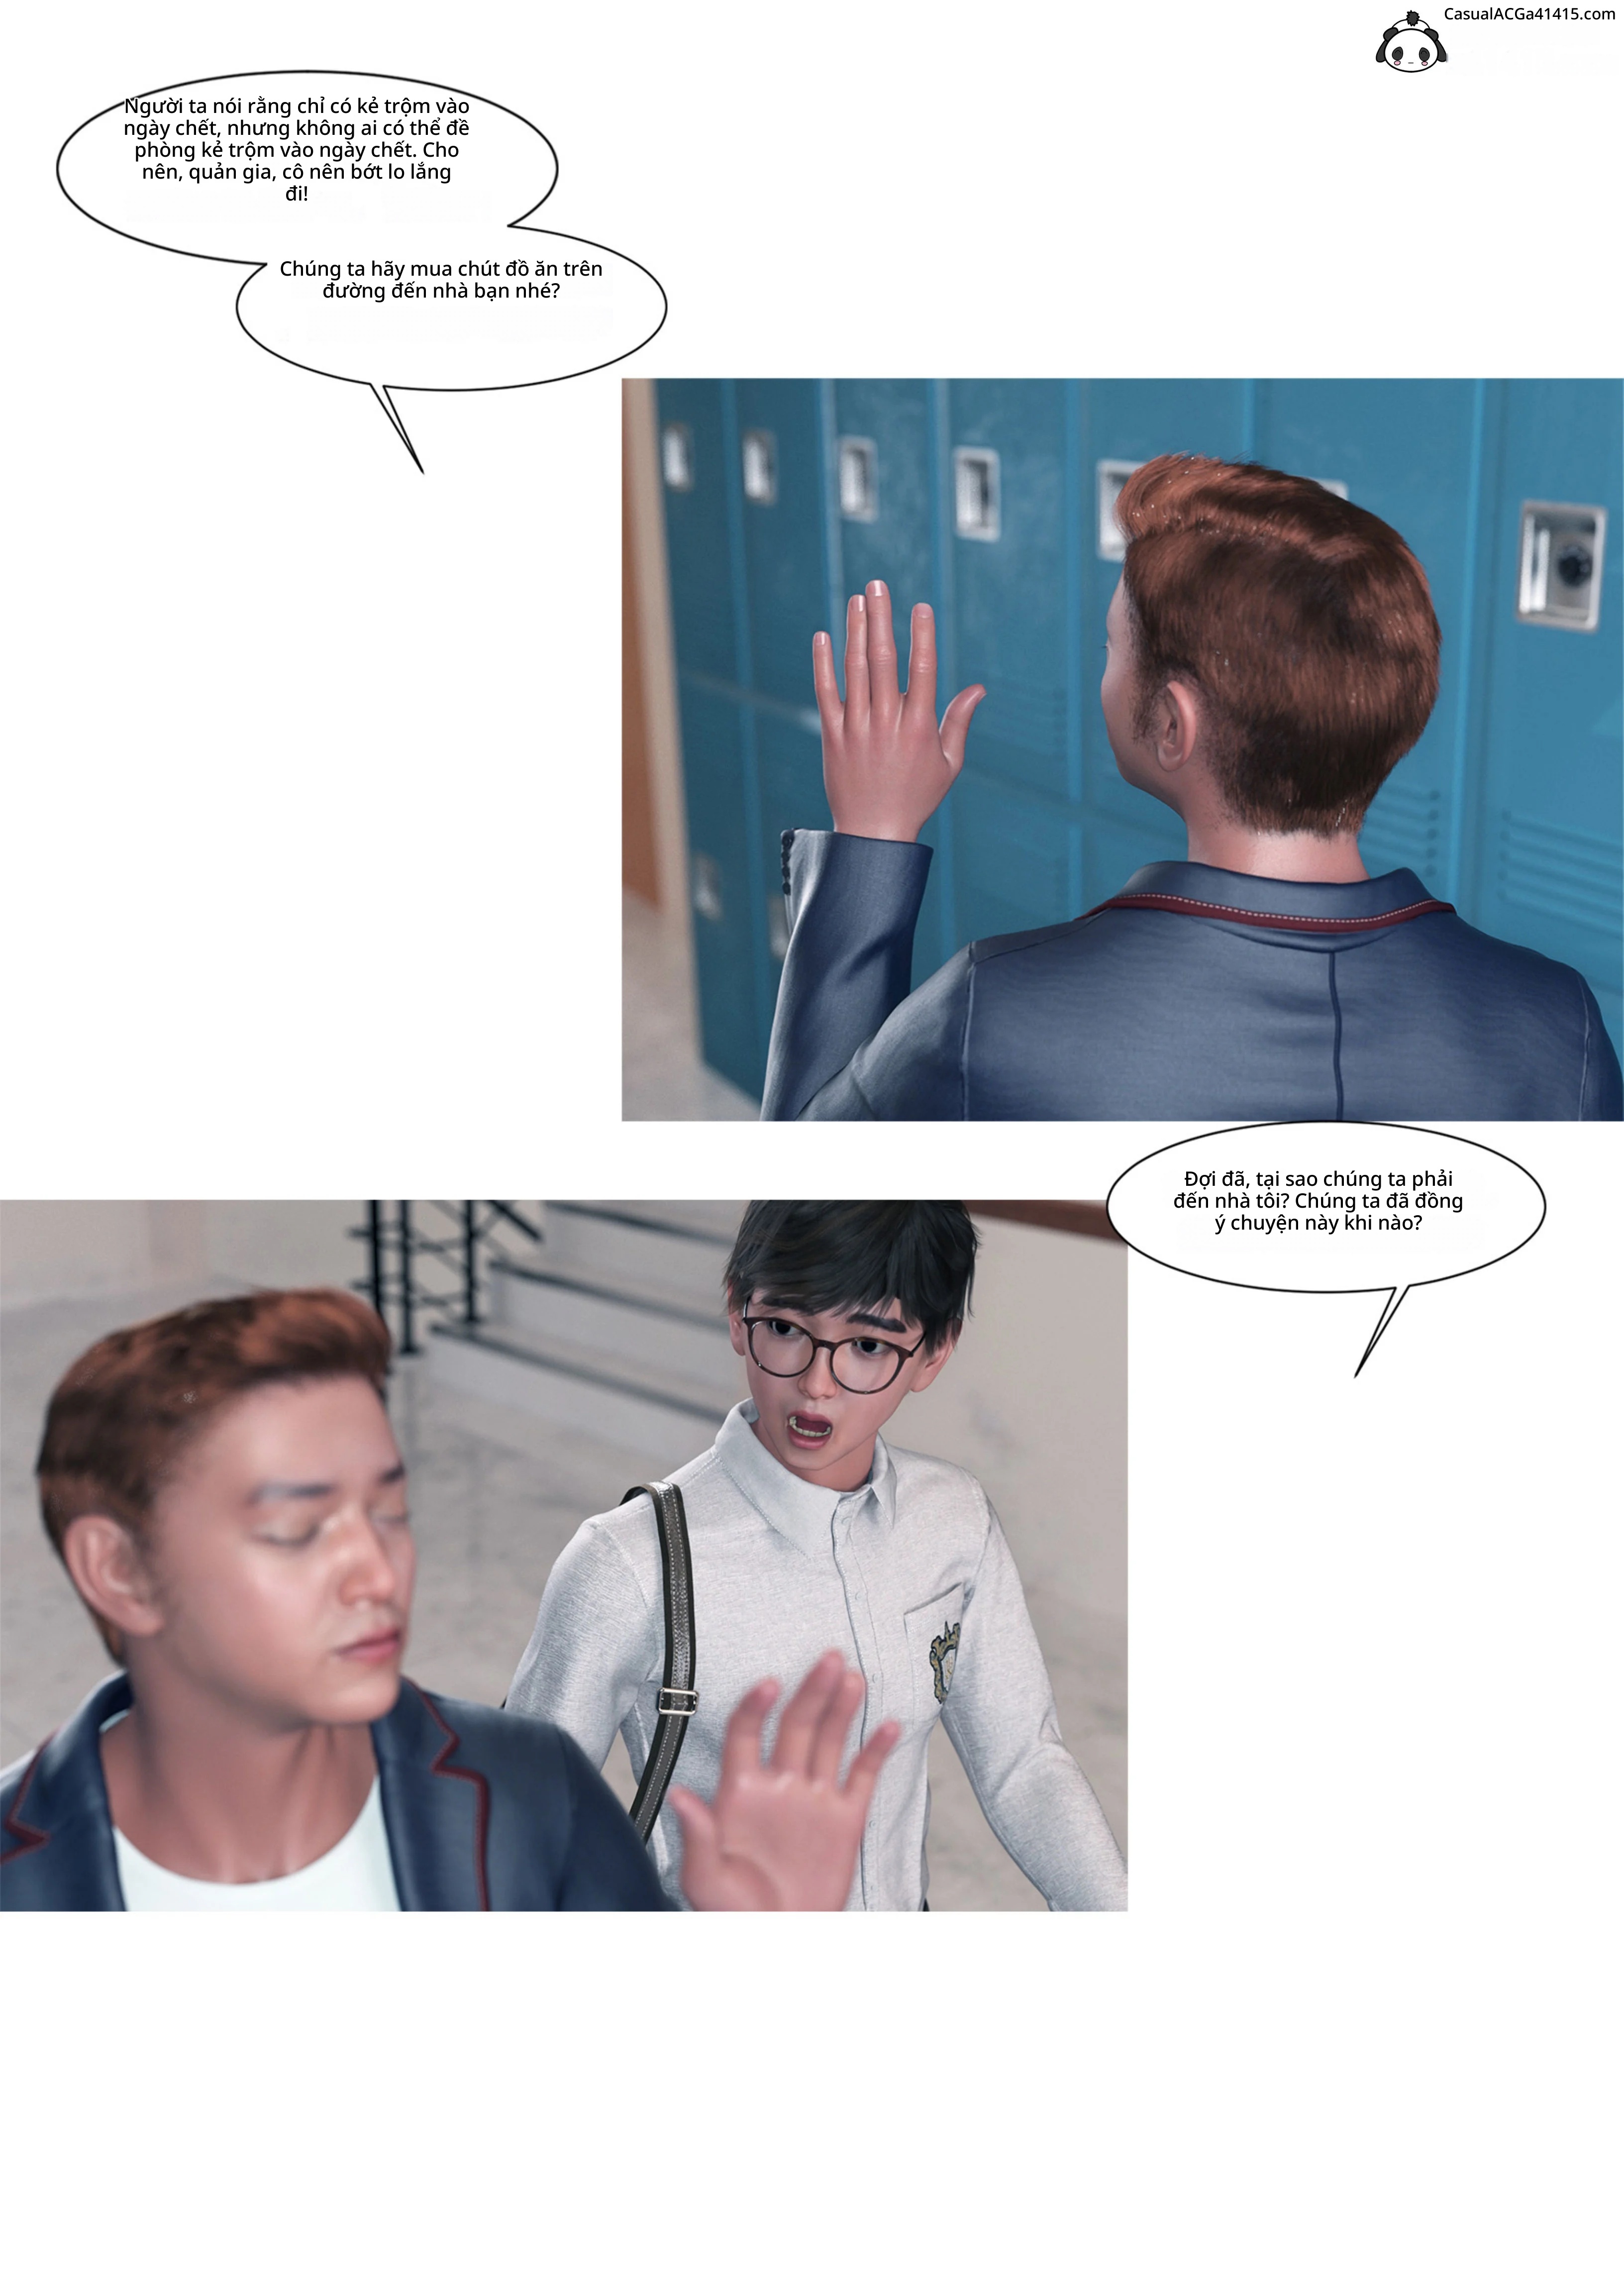 CasualACGa41415.com
Người ta nói rằng chỉ có kẻ trộm vào
ngày chết, nhưng không ai có thể đề
phòng kẻ trộm vào ngày chết. Cho
nên, quản gia, cô nên bớt lo lắng
đi!
Chúng ta hãy mua chút đồ ăn trên
đường đến nhà bạn nhé?
Đợi đã, tại sao chúng ta phải
đến nhà tôi? Chúng ta đã đồng
ý chuyện này khi nào?